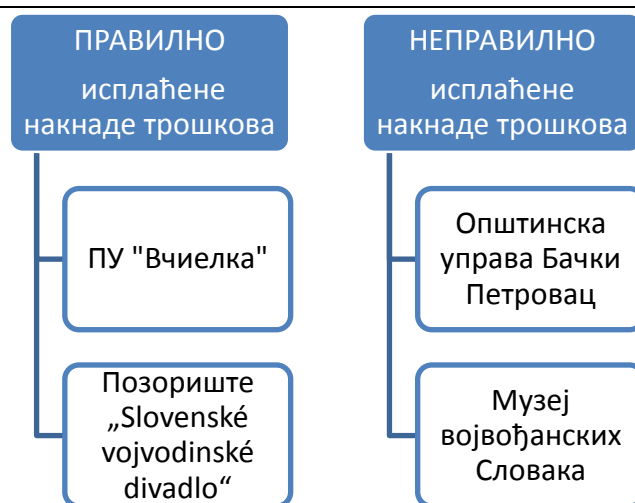 ПРАВИЛНО
исплаћене
накнаде трошкова
ПУ "Вчиелка"
Позориште
„Slovenské
vojvodinské
divadlo“
НЕПРАВИЛНО
исплаћене
накнаде трошкова
Општинска
управа Бачки
Петровац
Музеј
војвођанских
Словака